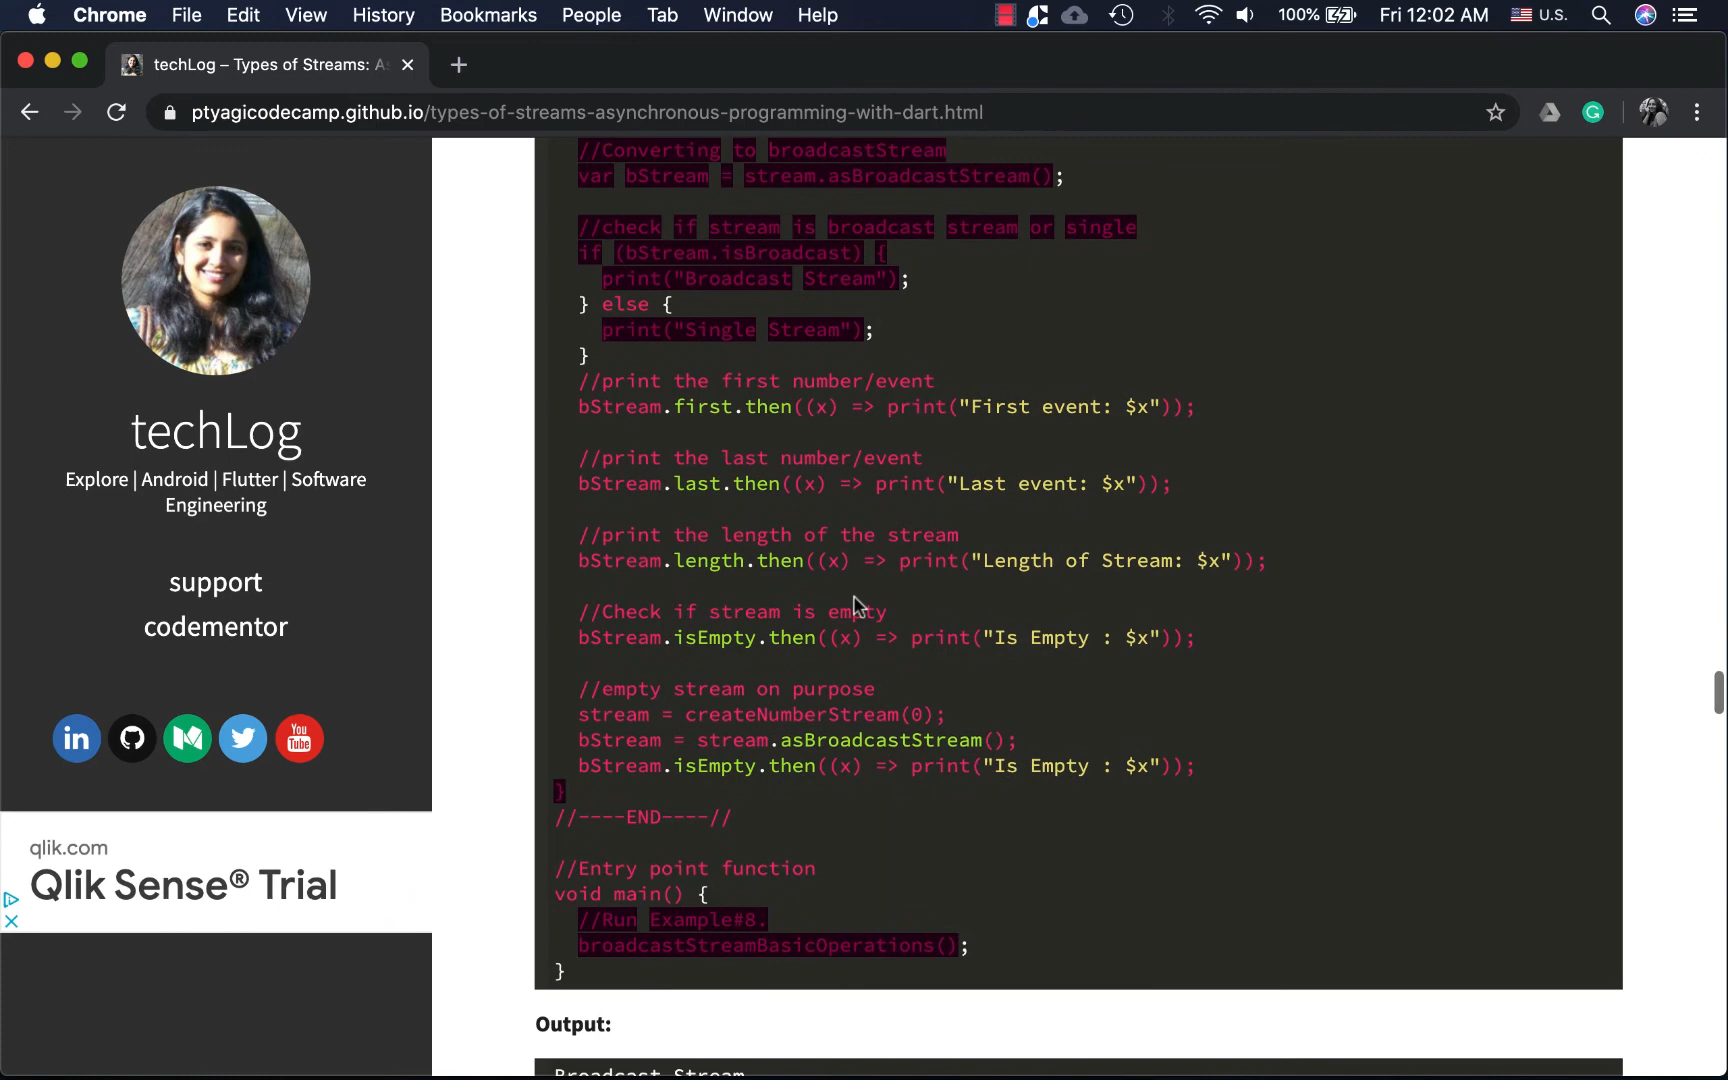 Chrome File Edit View History Bookmarks People Tab Window Help 100% Fri 12:02 AM U.S.
techLog – Types of Streams: As
ptyagicodecamp.github.io/types-of-streams-asynchronous-programming-with-dart.html
techLog
Explore | Android | Flutter | Software
Engineering
support
codementor
in
You
Tube
qlik.com
Qlik Sense® Trial
//Converting to broadcastStream
var bStream = stream.asBroadcastStream();
//check if stream is broadcast stream or single
if (bStream.isBroadcast) {
print("Broadcast Stream");
} else {
print("Single Stream");
}
//print the first number/event
bStream.first.then((x) => print("First event: $x"));
//print the last number/event
bStream.last.then((x) => print("Last event: $x"));
//print the length of the stream
bStream.length.then((x) => print("Length of Stream: $x"));
//Check if stream is empty
bStream.isEmpty.then((x) => print("Is Empty : $x"));
//empty stream on purpose
stream = createNumberStream(0);
bStream = stream.asBroadcastStream();
bStream.isEmpty.then((x) => print("Is Empty : $x"));
}
//----END----//
//Entry point function
void main() {
//Run Example#8.
broadcastStreamBasicOperations();
}
Output:
Broadcast Stream